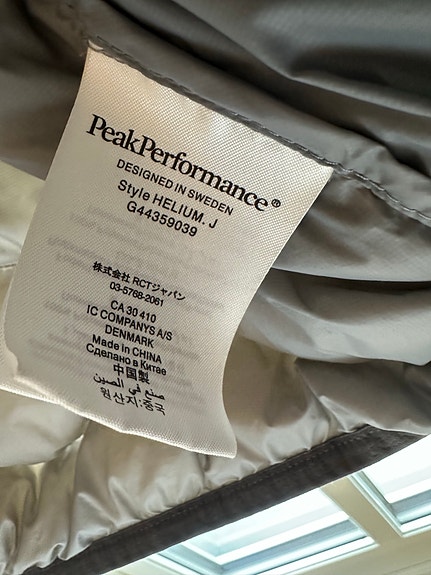 PeakPerformance®
DESIGNED IN SWEDEN
Style HELIUM. J
G44359039
株式会社 RCTジャパン
03-5768-2061
CA 30 410
IC COMPANYS A/S
DENMARK
Made in CHINA
Сделано в Китае
中国製
صنع في الصين
원산지:중국